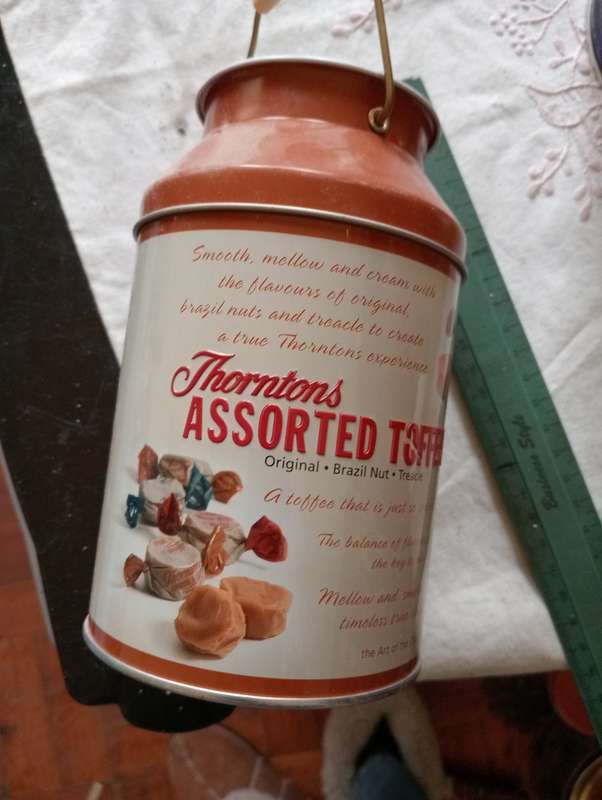 Smooth, mellow and cream with
the flavours of original,
brazil nuts and treacle to create
a true Thorntons experience.
Thorntons
ASSORTED TOFFEE
Original • Brazil Nut • Treacle
A toffee that is just so
The balance of
the key
Mellow and
timeless
the Art of the
Business Style